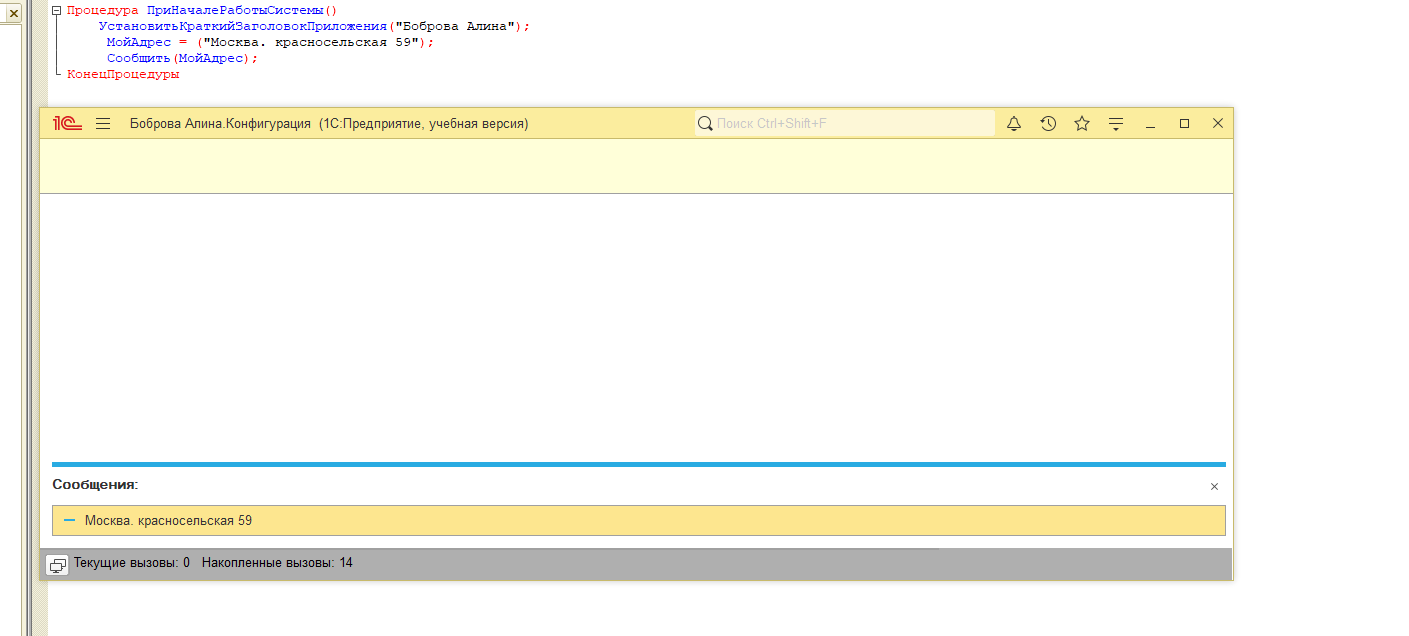 Процедура ПриНачалеРаботыСистемы()
УстановитьКраткийЗаголовокПриложения("Боброва Алина");
МойАдрес = ("Москва. красносельская 59");
Сообщить(МойАдрес);
КонецПроцедуры
1С Боброва Алина.Конфигурация (1С:Предприятие, учебная версия) Поиск Ctrl+Shift+F
Сообщения:
Москва. красносельская 59
Текущие вызовы: 0 Накопленные вызовы: 14